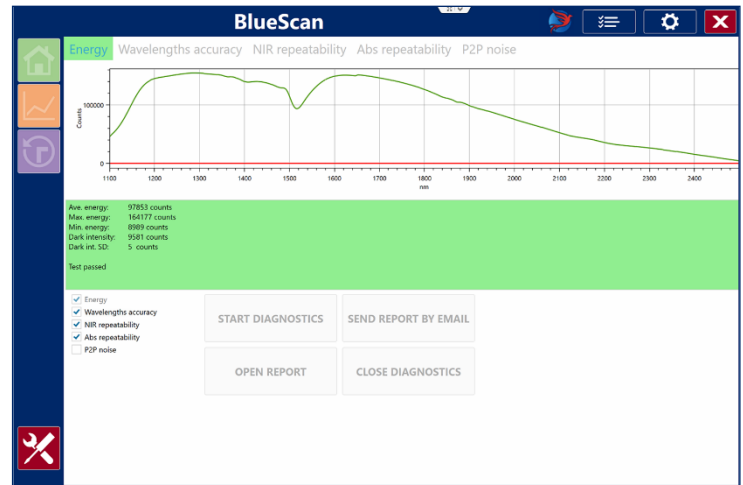 BlueScan
Energy Wavelengths accuracy NIR repeatability Abs repeatability P2P noise
100000
Counts
0
1100 1200 1300 1400 1500 1600 1700 1800 1900 2000 2100 2200 2300 2400
nm
Ave. energy: 97853 counts
Max. energy: 164177 counts
Min. energy: 8989 counts
Dark intensity: 9581 counts
Dark int. SD: 5 counts
Test passed
Energy
Wavelengths accuracy
NIR repeatability
Abs repeatability
P2P noise
START DIAGNOSTICS SEND REPORT BY EMAIL
OPEN REPORT CLOSE DIAGNOSTICS